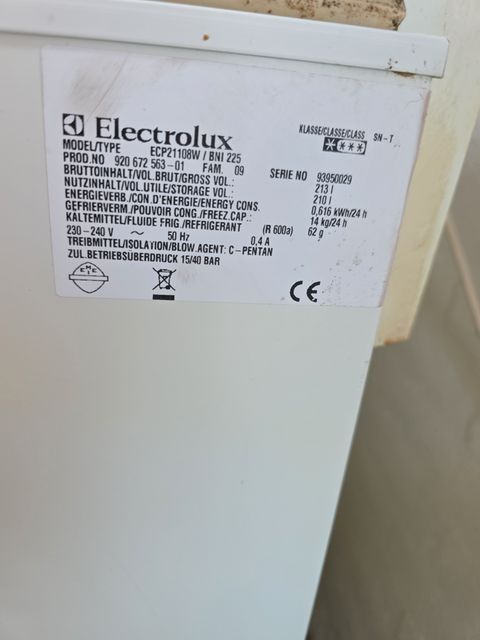 Electrolux
KLASSE/CLASSE/CLASS SN-T
MODEL/TYPE ECP21108W / BNI 225
PROD.NO 920 672 563-01 FAM. 09 SERIE NO 93950029
BRUTTOINHALT/VOL.BRUT/GROSS VOL.: 213 l
NUTZINHALT/VOL.UTILE/STORAGE VOL.: 210 l
ENERGIEVERB./CON.D'ENERGIE/ENERGY CONS. 0,616 kWh/24 h
GEFRIERVERM./POUVOIR CONG./FREEZ.CAP.: 14 kg/24 h
KÄLTEMITTEL/FLUIDE FRIG./REFRIGERANT (R 600a) 62 g
230-240 V ~ 50 Hz 0,4 A
TREIBMITTEL/ISOLATION/BLOW.AGENT: C-PENTAN
ZUL.BETRIEBSÜBERDRUCK 15/40 BAR
CE